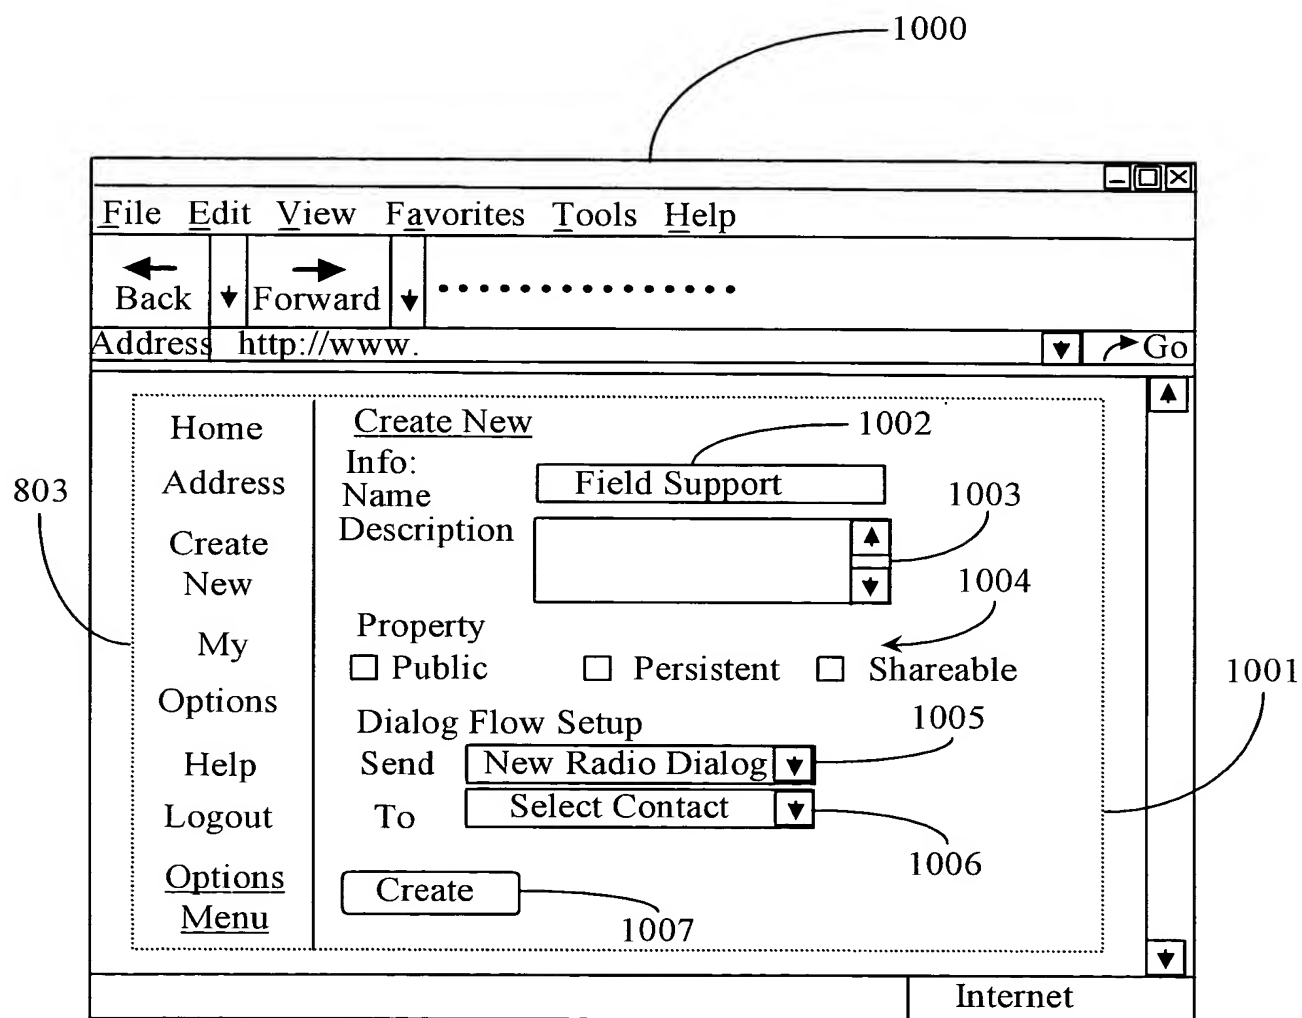 1000
File Edit View Favorites Tools Help
Back Forward
Address http://www. Go
Home
Address
Create
New
My
Options
Help
Logout
Options
Menu
803
Create New
1002
Info:
Name Field Support
1003
Description
1004
Property
Public Persistent Shareable
1001
Dialog Flow Setup
1005
Send New Radio Dialog
To Select Contact
1006
Create
1007
Internet